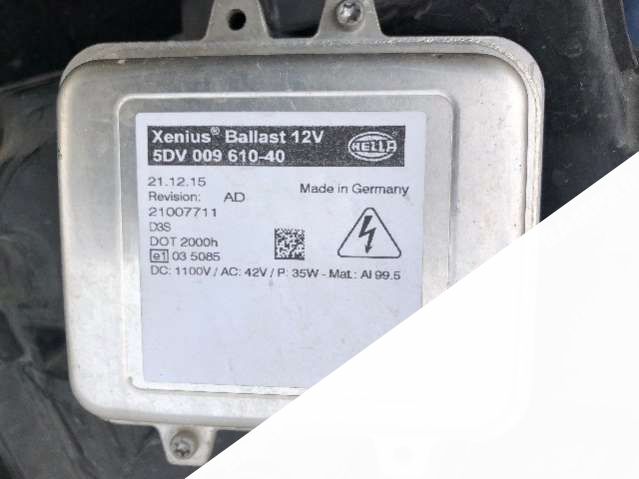 Xenius® Ballast 12V
5DV 009 610-40
HELLA
21.12.15
Made in Germany
Revision: AD
21007711
D3S
DOT 2000h
e1 03 5085
DC: 1100V / AC: 42V / P: 35W - Mat.: Al 99.5